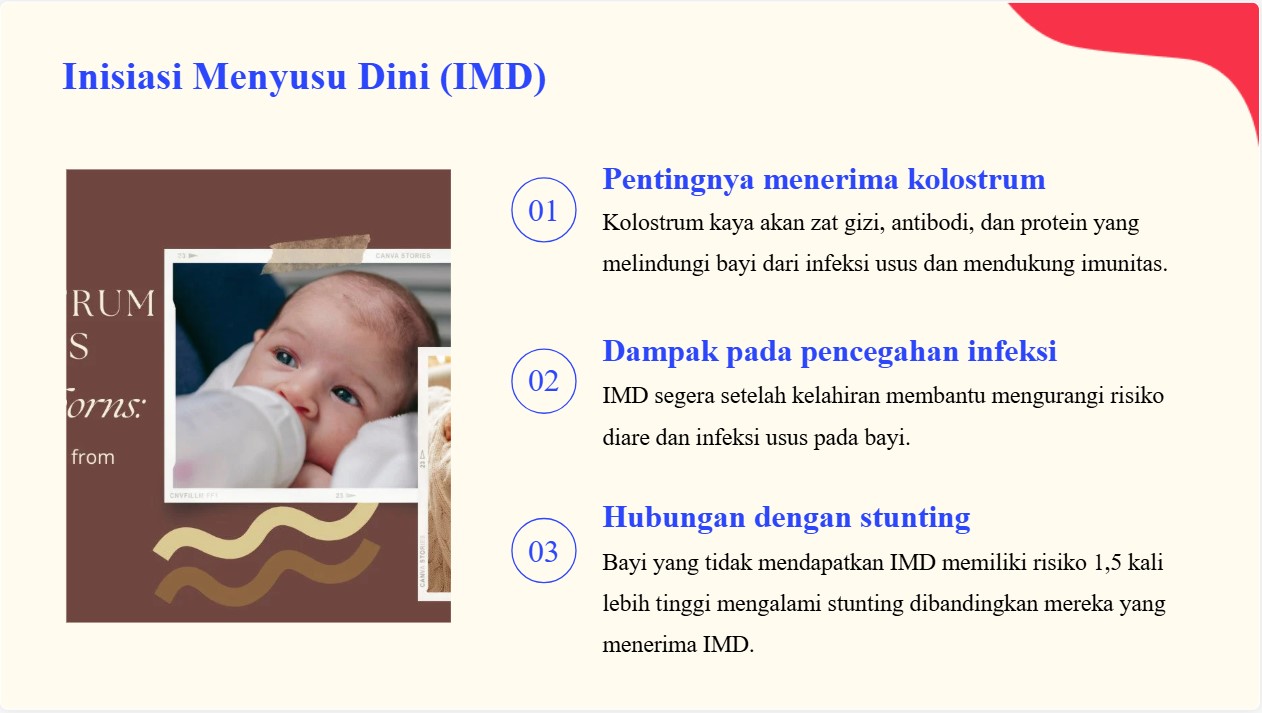 Inisiasi Menyusu Dini (IMD)
RUM
S
orns:
from
23
CANVA STORIES
23
CANVA STORIES
01
Pentingnya menerima kolostrum
Kolostrum kaya akan zat gizi, antibodi, dan protein yang
melindungi bayi dari infeksi usus dan mendukung imunitas.
02
Dampak pada pencegahan infeksi
IMD segera setelah kelahiran membantu mengurangi risiko
diare dan infeksi usus pada bayi.
03
Hubungan dengan stunting
Bayi yang tidak mendapatkan IMD memiliki risiko 1,5 kali
lebih tinggi mengalami stunting dibandingkan mereka yang
menerima IMD.